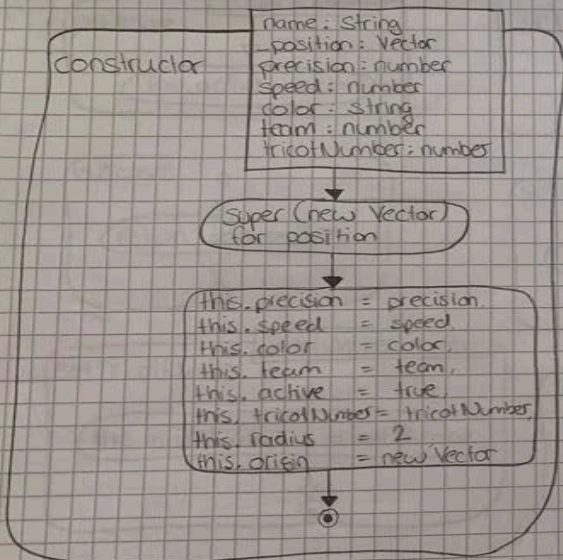 constructor
name: String
_position: Vector
precision: number
speed: number
color: String
team: number
tricotNumber: number
super (new Vector)
for position
this.precision = precision,
this.speed = speed,
this.color = color,
this.team = team,
this.active = true,
this.tricotNumber = tricotNumber,
this.radius = 2
this.origin = new Vector